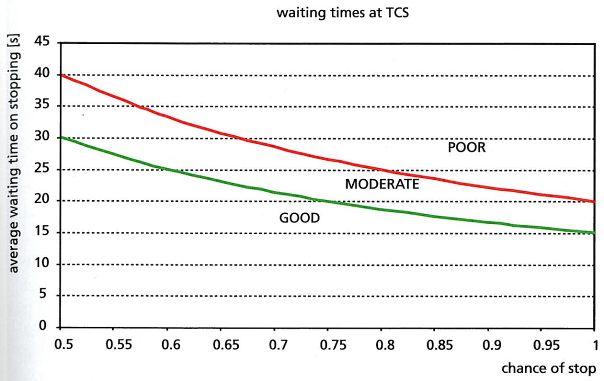 waiting times at TCS
average waiting time on stopping [s]
45
40
35
30
25
20
15
10
5
0
POOR
MODERATE
GOOD
0.5 0.55 0.6 0.65 0.7 0.75 0.8 0.85 0.9 0.95 1
chance of stop